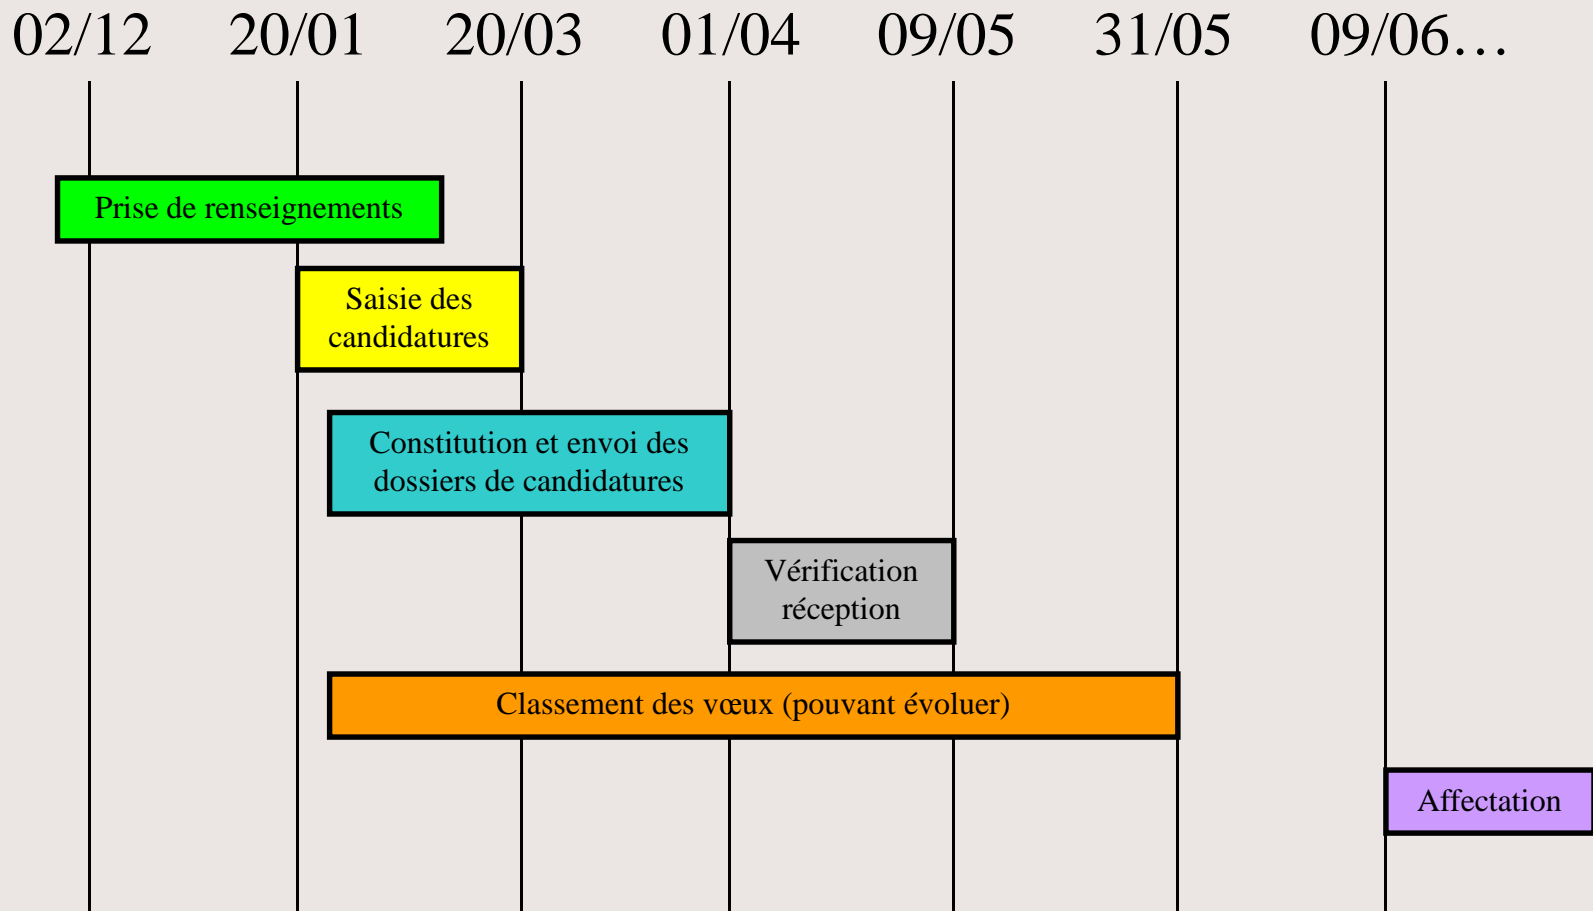 02/12 20/01 20/03 01/04 09/05 31/05 09/06…
Prise de renseignements
Saisie des
candidatures
Constitution et envoi des
dossiers de candidatures
Vérification
réception
Classement des vœux (pouvant évoluer)
Affectation